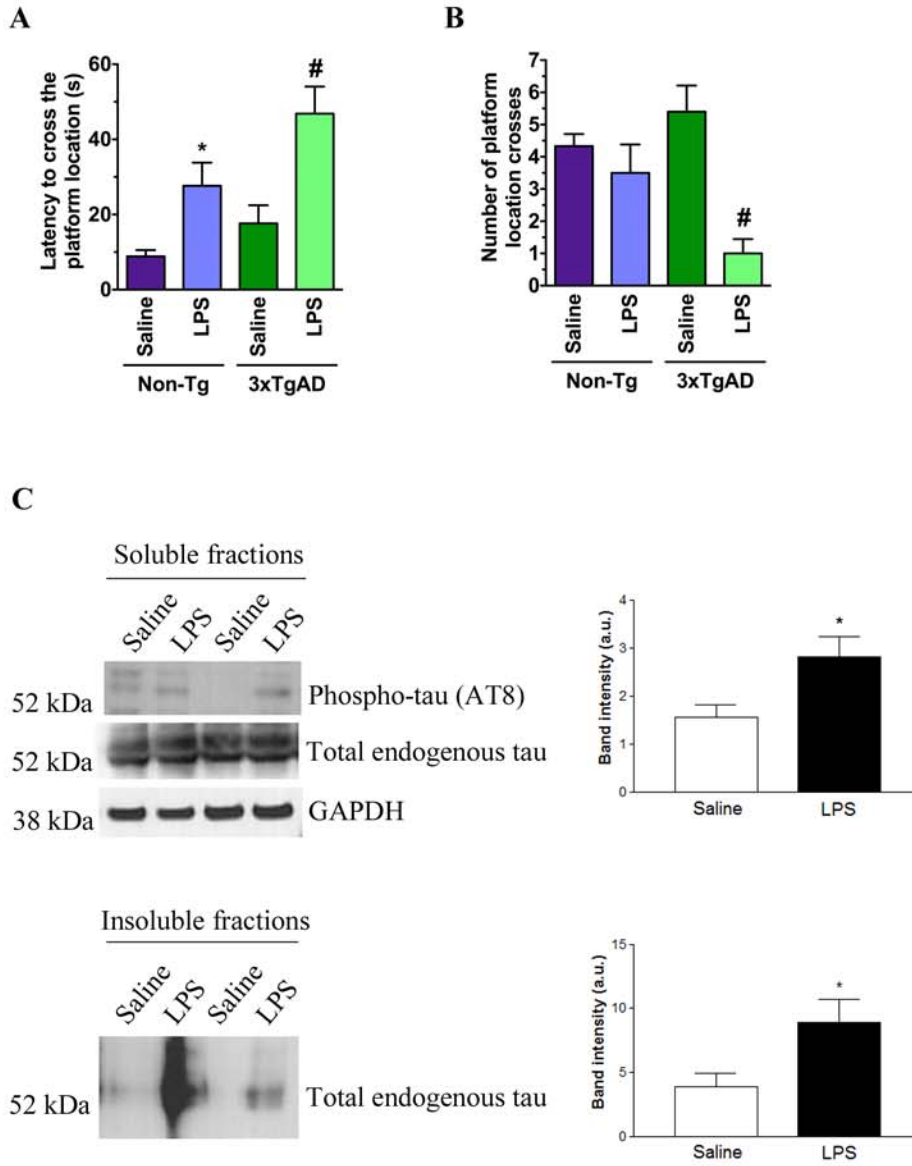 A
Latency to cross the
platform location (s)
60
40
20
0
*
#
Saline
LPS
Saline
LPS
Non-Tg
3xTgAD
B
Number of platform
location crosses
7
6
5
4
3
2
1
0
#
Saline
LPS
Saline
LPS
Non-Tg
3xTgAD
C
Soluble fractions
Saline
LPS
Saline
LPS
52 kDa
Phospho-tau (AT8)
52 kDa
Total endogenous tau
38 kDa
GAPDH
Band intensity (a.u.)
4
3
2
1
0
*
Saline
LPS
Insoluble fractions
Saline
LPS
Saline
LPS
52 kDa
Total endogenous tau
Band intensity (a.u.)
15
10
5
0
*
Saline
LPS